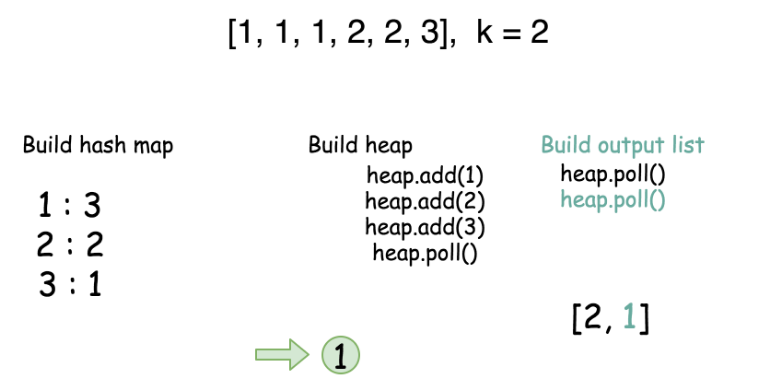 [1, 1, 1, 2, 2, 3], k = 2
Build hash map
1 : 3
2 : 2
3 : 1
Build heap
heap.add(1)
heap.add(2)
heap.add(3)
heap.poll()
1
Build output list
heap.poll()
heap.poll()
[2, 1]